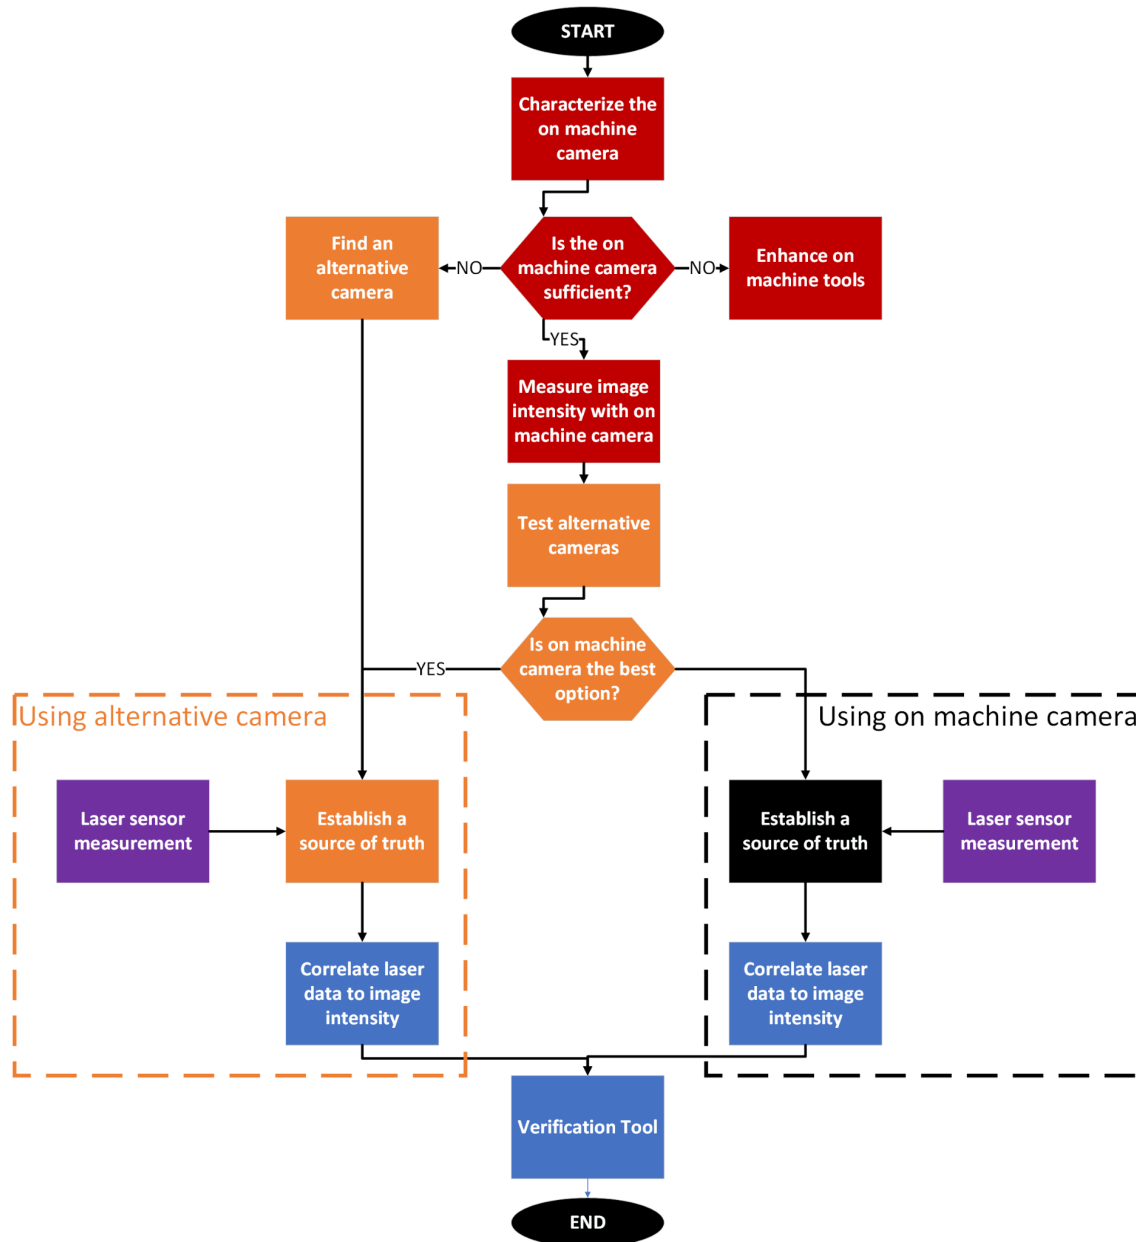 START
Characterize the
on machine
camera
Find an
alternative
camera
NO
Is the on
machine camera
sufficient?
NO
Enhance on
machine tools
YES
Measure image
intensity with on
machine camera
Test alternative
cameras
YES
Is on machine
camera the best
option?
Using alternative camera
Using on machine camera
Laser sensor
measurement
Establish a
source of truth
Establish a
source of truth
Laser sensor
measurement
Correlate laser
data to image
intensity
Correlate laser
data to image
intensity
Verification Tool
END